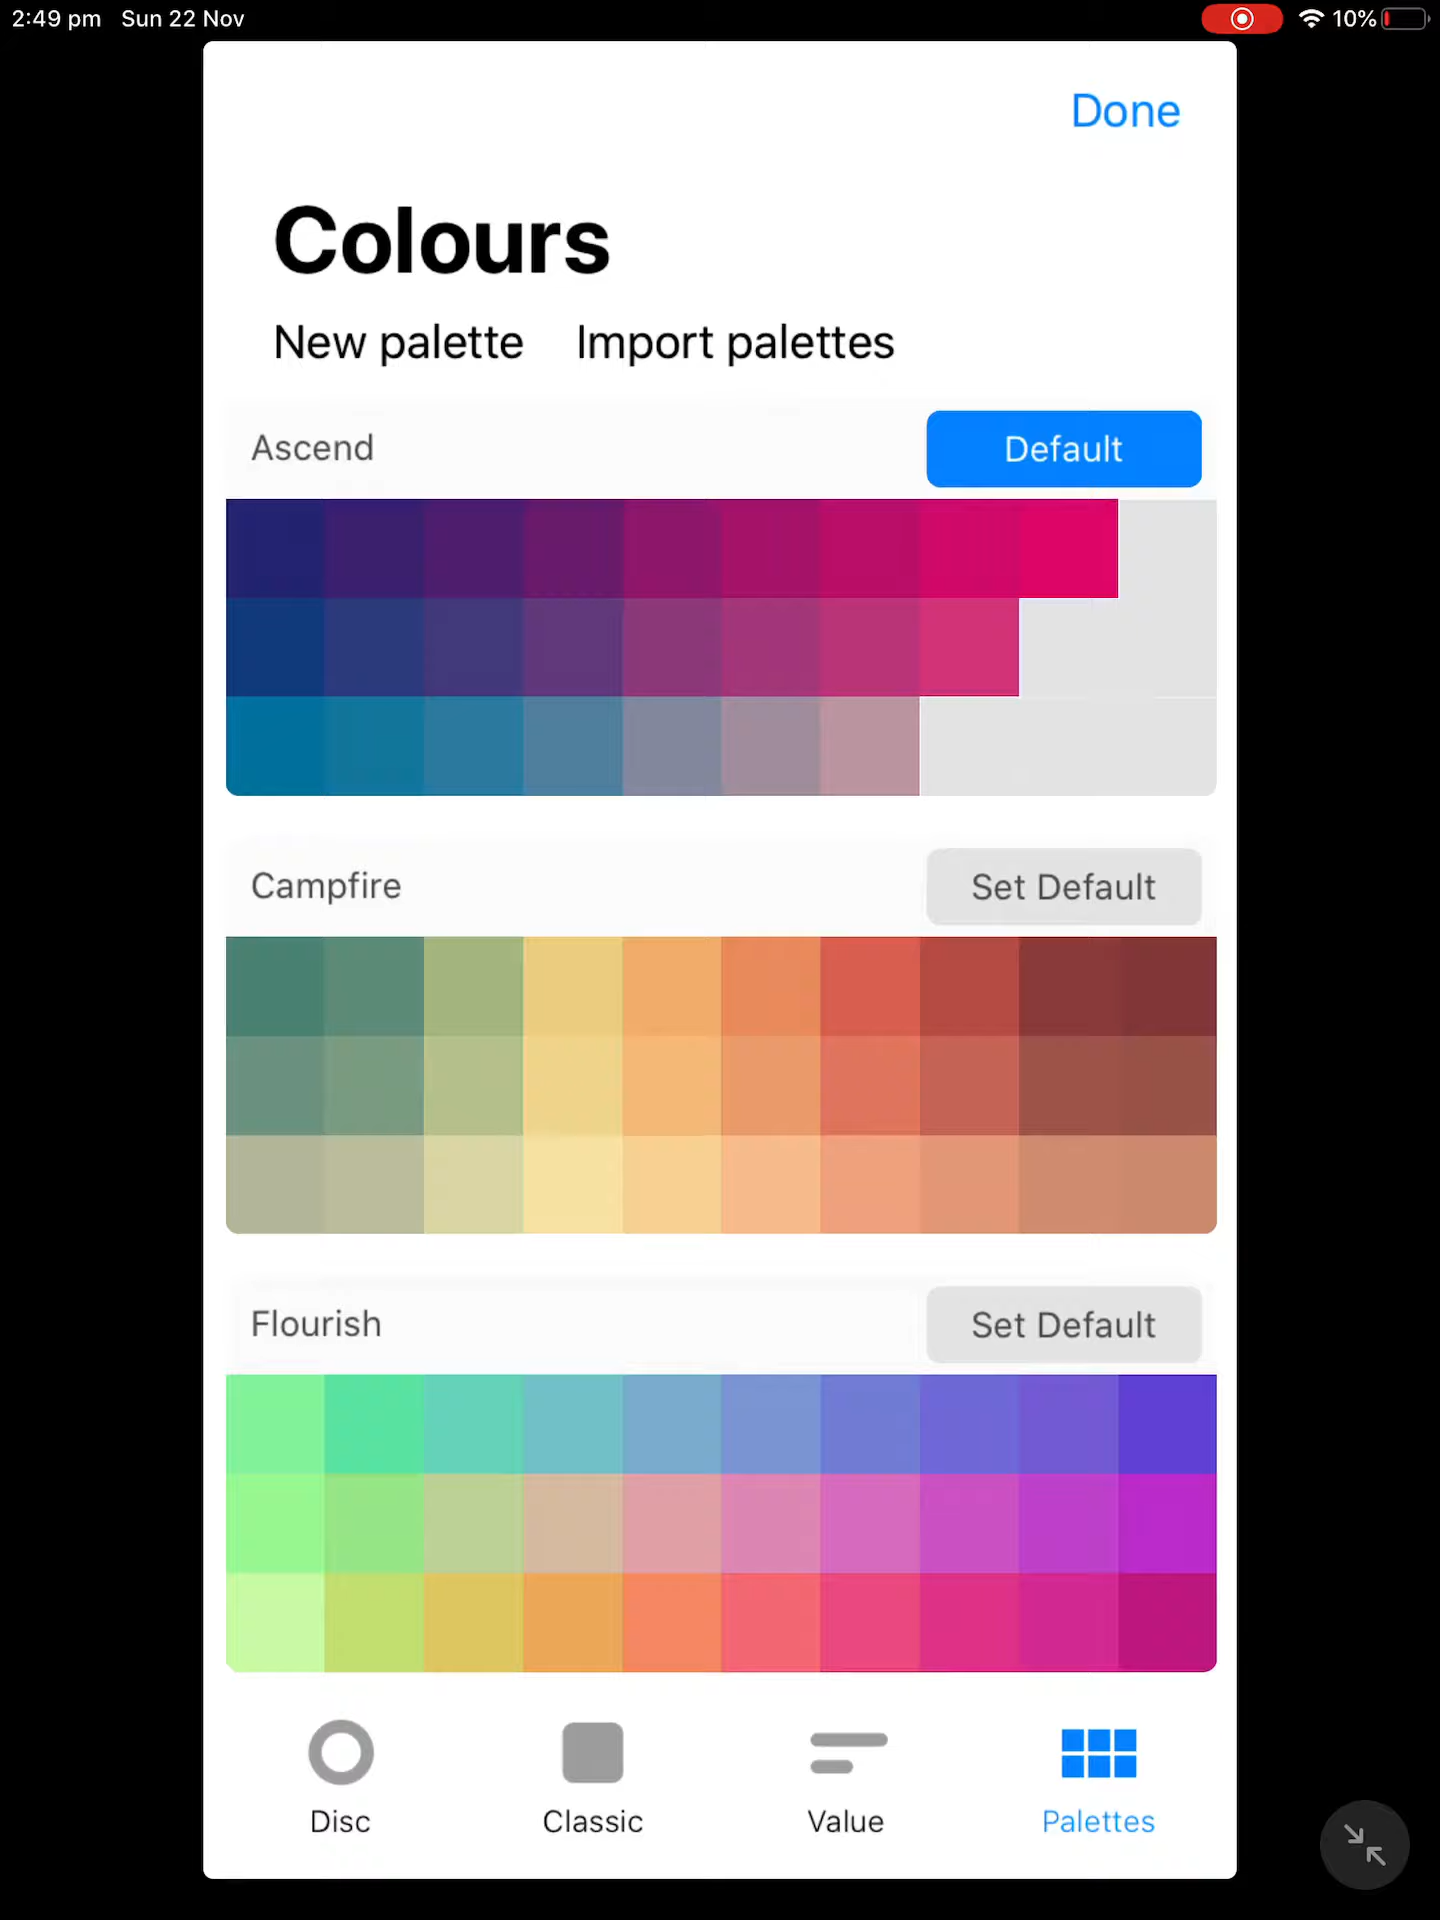 2:49 pm Sun 22 Nov 10%
Done
Colours
New palette Import palettes
Ascend Default
Campfire Set Default
Flourish Set Default
Disc Classic Value Palettes